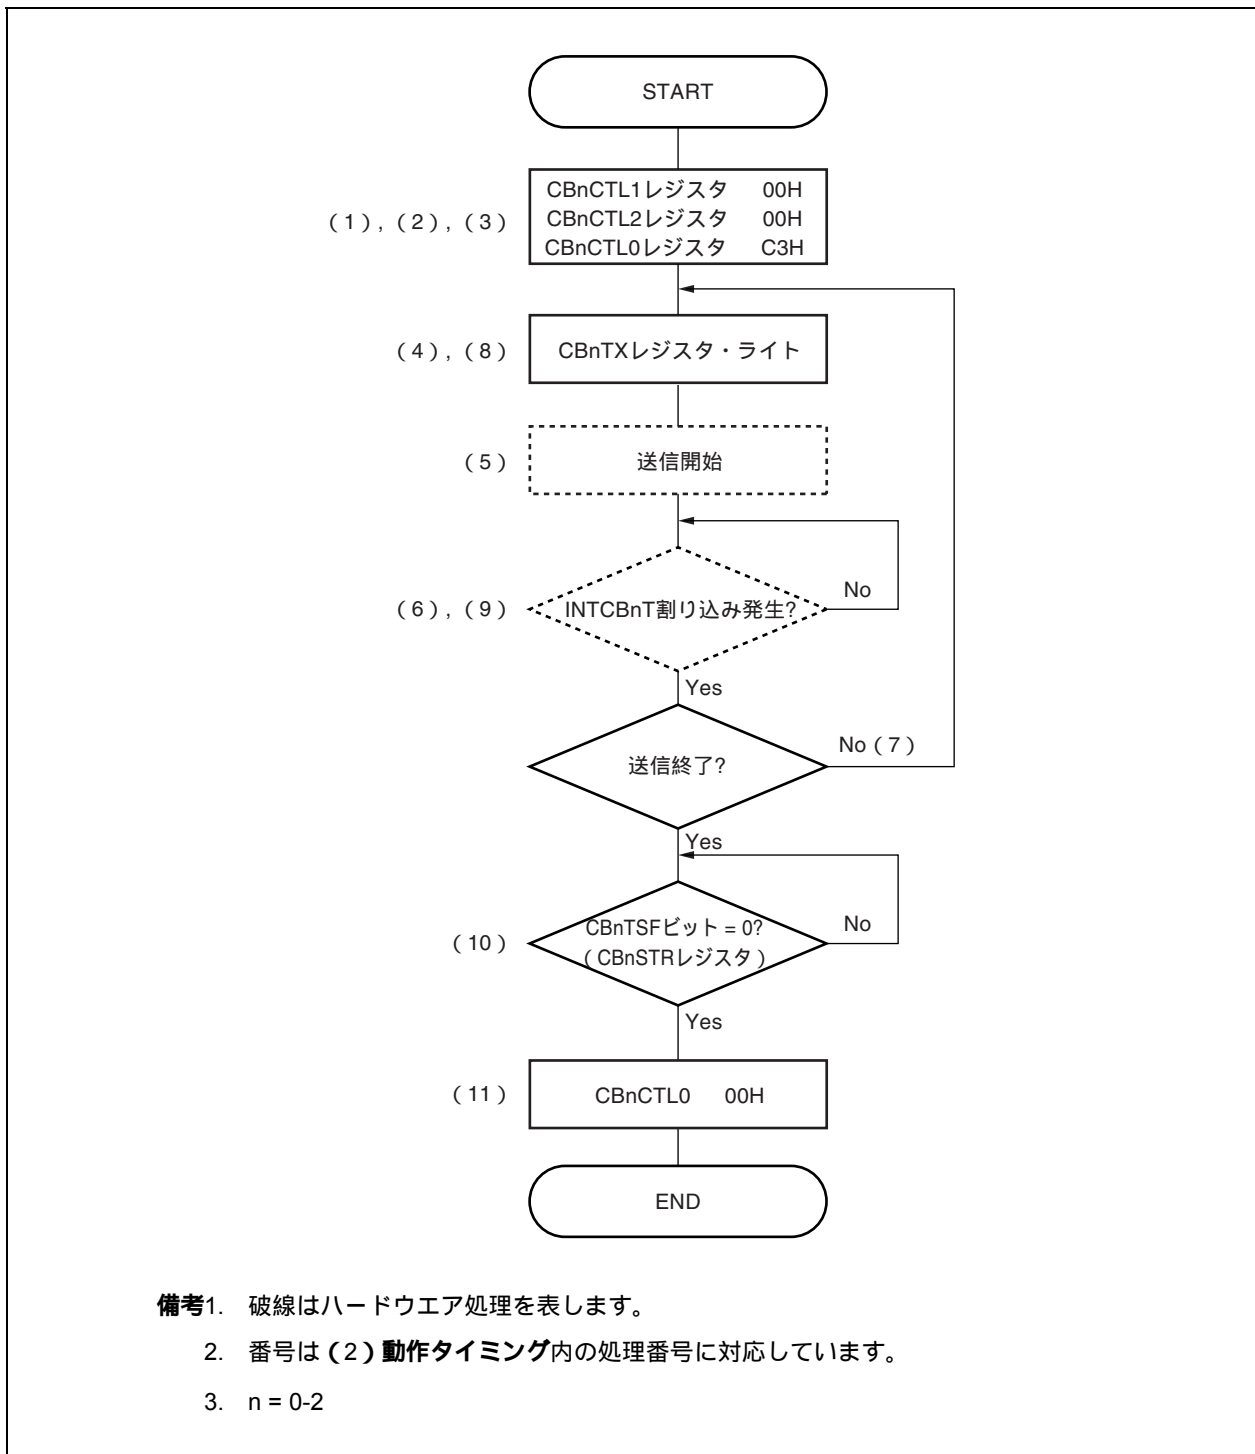 START
CBnCTL1レジスタ 00H
CBnCTL2レジスタ 00H
(1),(2),(3)
CBnCTL0レジスタ C3H
(4),(8)
CBnTXレジスタ・ライト
(5)
送信開始
No
(6),(9)
INTCBnT割り込み発生?
Yes
No(7)
送信終了?
Yes
CBnTSFビット = 0?
No
(10)
(CBnSTRレジスタ)
Yes
(11)
CBnCTL0 00H
END
備考1. 破線はハードウエア処理を表します。
2. 番号は(2)動作タイミング内の処理番号に対応しています。
3. n = 0-2